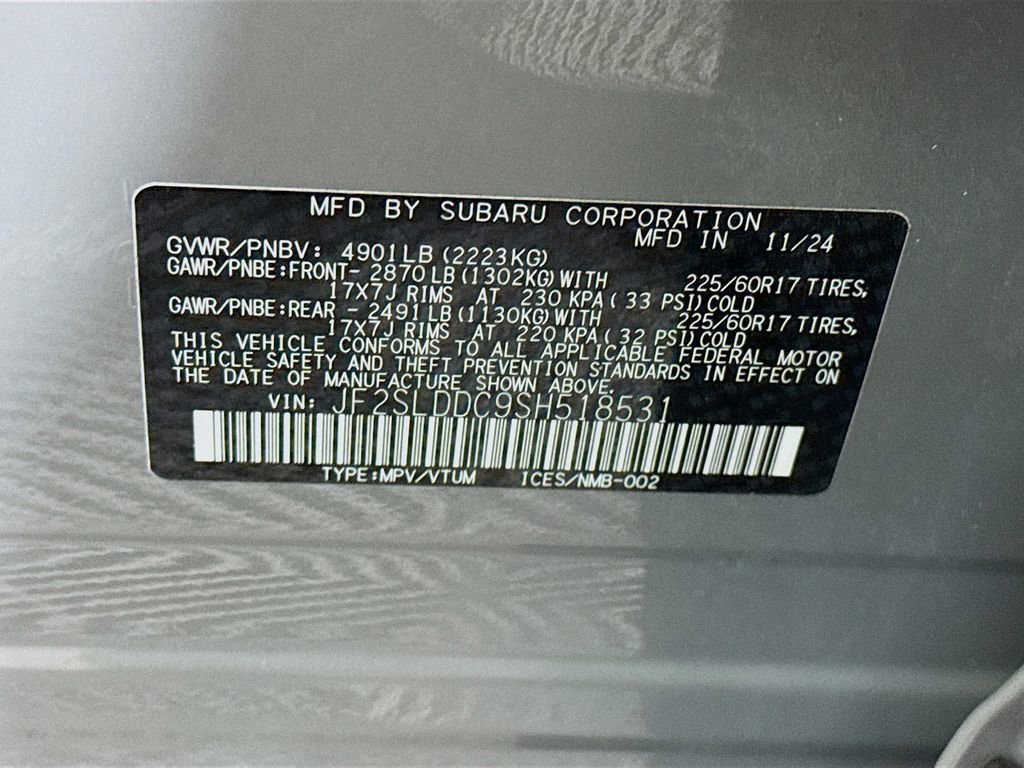 MFD BY SUBARU CORPORATION
MFD IN 11/24
GVWR/PNBV: 4901LB (2223KG)
GAWR/PNBE:FRONT- 2870LB(1302KG)WITH 225/60R17 TIRES,
17X7J RIMS AT 230 KPA( 33 PSI)COLD
GAWR/PNBE:REAR - 2491LB(1130KG)WITH 225/60R17 TIRES,
17X7J RIMS AT 220 KPA( 32 PSI)COLD
THIS VEHICLE CONFORMS TO ALL APPLICABLE FEDERAL MOTOR
VEHICLE SAFETY AND THEFT PREVENTION STANDARDS IN EFFECT ON
THE DATE OF MANUFACTURE SHOWN ABOVE.
VIN: JF2SLDDC9SH518531
TYPE:MPV/VTUM ICES/NMB-002